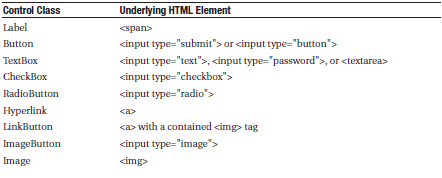 Control Class Underlying HTML Element
Label <span>
Button <input type="submit"> or <input type="button">
TextBox <input type="text">, <input type="password">, or <textarea>
CheckBox <input type="checkbox">
RadioButton <input type="radio">
Hyperlink <a>
LinkButton <a> with a contained <img> tag
ImageButton <input type="image">
Image <img>